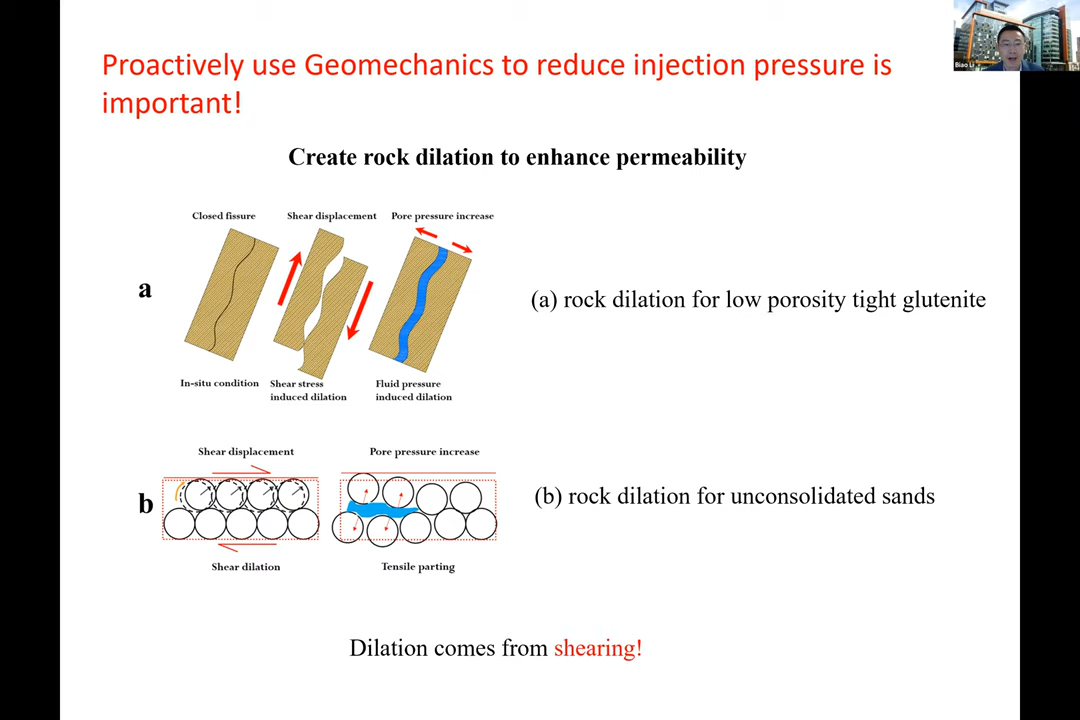 Proactively use Geomechanics to reduce injection pressure is
important!
Biao Li
Create rock dilation to enhance permeability
Closed fissure
Shear displacement
Pore pressure increase
a
(a) rock dilation for low porosity tight glutenite
In-situ condition
Shear stress
induced dilation
Fluid pressure
induced dilation
Shear displacement
Pore pressure increase
b
(b) rock dilation for unconsolidated sands
Shear dilation
Tensile parting
Dilation comes from shearing!